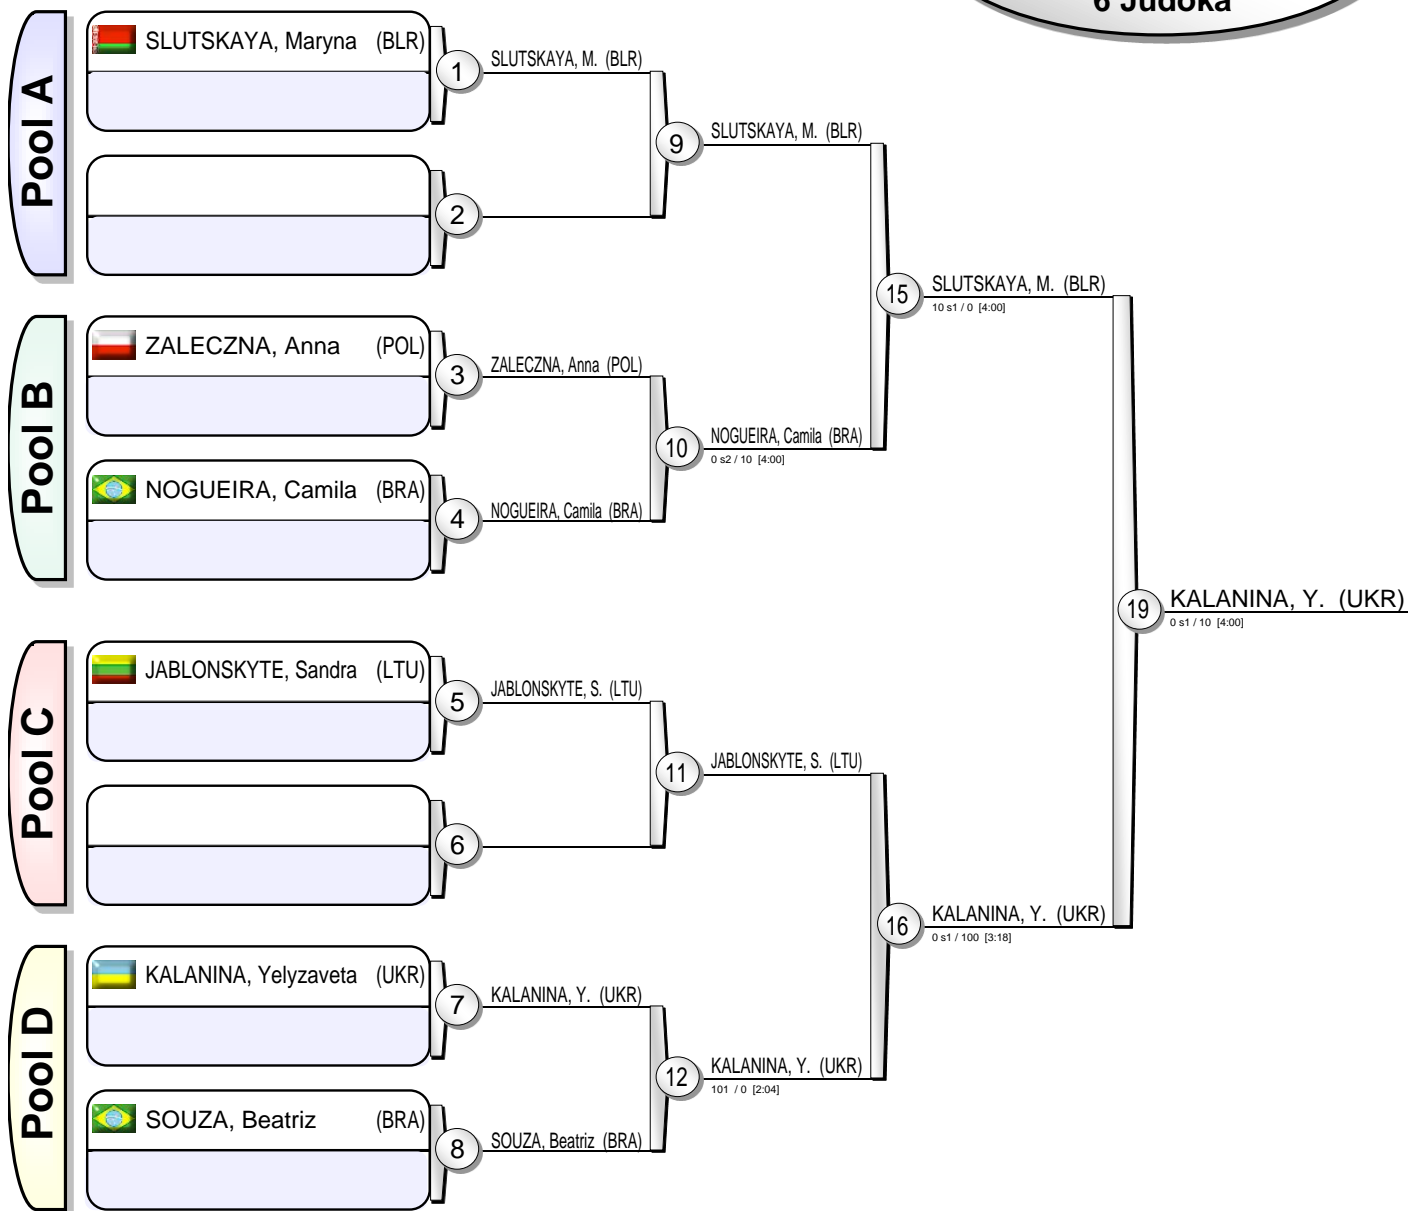 6 Judoka
Pool A
SLUTSKAYA, Maryna (BLR)
1
SLUTSKAYA, M. (BLR)
2
9
SLUTSKAYA, M. (BLR)
Pool B
ZALECZNA, Anna (POL)
3
ZALECZNA, Anna (POL)
NOGUEIRA, Camila (BRA)
4
NOGUEIRA, Camila (BRA)
10
NOGUEIRA, Camila (BRA)
0 s2 / 10 [4:00]
15
SLUTSKAYA, M. (BLR)
10 s1 / 0 [4:00]
Pool C
JABLONSKYTE, Sandra (LTU)
5
JABLONSKYTE, S. (LTU)
6
11
JABLONSKYTE, S. (LTU)
Pool D
KALANINA, Yelyzaveta (UKR)
7
KALANINA, Y. (UKR)
SOUZA, Beatriz (BRA)
8
SOUZA, Beatriz (BRA)
12
KALANINA, Y. (UKR)
101 / 0 [2:04]
16
KALANINA, Y. (UKR)
0 s1 / 100 [3:18]
19
KALANINA, Y. (UKR)
0 s1 / 10 [4:00]